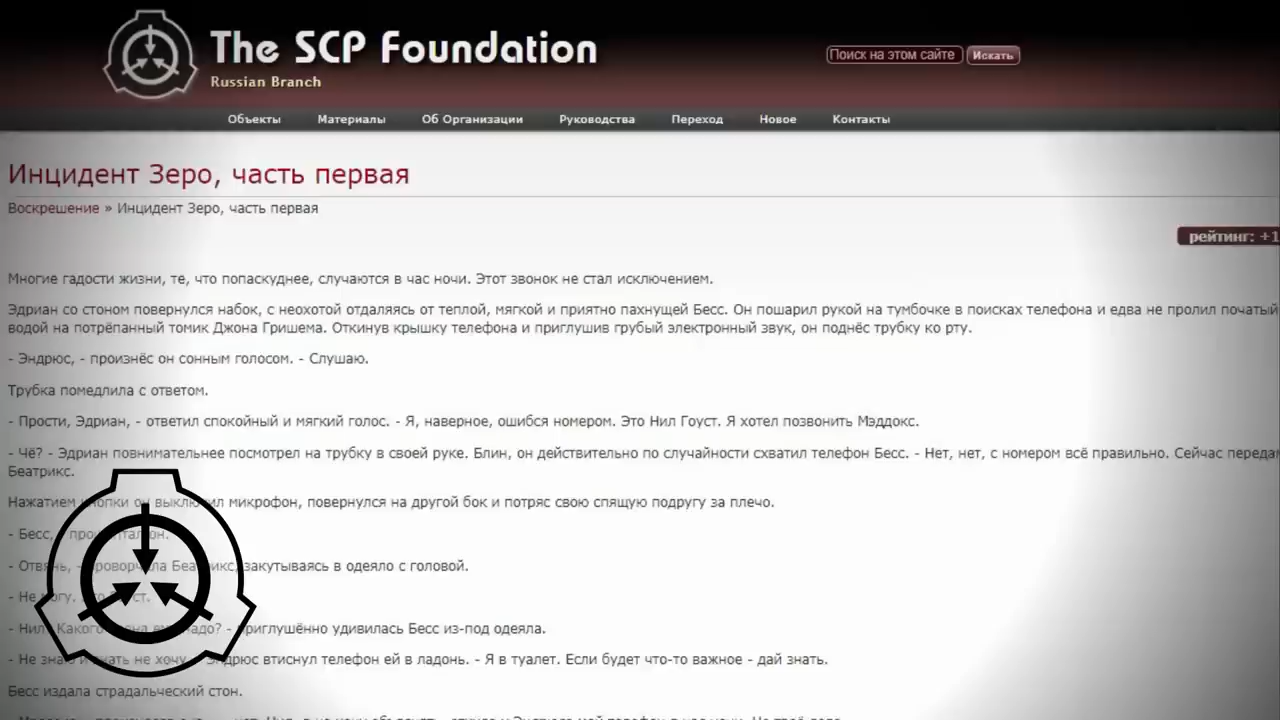 The SCP Foundation
Russian Branch
Поиск на этом сайте
Искать
Объекты Материалы Об Организации Руководства Переход Новое Контакты
Инцидент Зеро, часть первая
Воскрешение » Инцидент Зеро, часть первая
рейтинг: +1
Многие гадости жизни, те, что попаскуднее, случаются в час ночи. Этот звонок не стал исключением.
Эдриан со стоном повернулся набок, с неохотой отдаляясь от теплой, мягкой и приятно пахнущей Бесс. Он пошарил рукой на тумбочке в поисках телефона и едва не пролил початый
водой на потрёпанный томик Джона Гришема. Откинув крышку телефона и приглушив грубый электронный звук, он поднёс трубку ко рту.
- Эндрюс, - произнёс он сонным голосом. - Слушаю.
Трубка помедлила с ответом.
- Прости, Эдриан, - ответил спокойный и мягкий голос. - Я, наверное, ошибся номером. Это Нил Гоуст. Я хотел позвонить Мэддокс.
- Чё? - Эдриан повнимательнее посмотрел на трубку в своей руке. Блин, он действительно по случайности схватил телефон Бесс. - Нет, нет, с номером всё правильно. Сейчас
Беатрикс.
Нажатием он микрофон, повернулся на другой бок и потряс свою спящую подругу за плечо.
- Бесс, он.
- закутываясь в одеяло с головой.
- Не
- приглушённо удивилась Бесс из-под одеяла.
- Не не хочу. - Эндрюс втиснул телефон ей в ладонь. - Я в туалет. Если будет что-то важное - дай знать.
Бесс издала страдальческий стон.